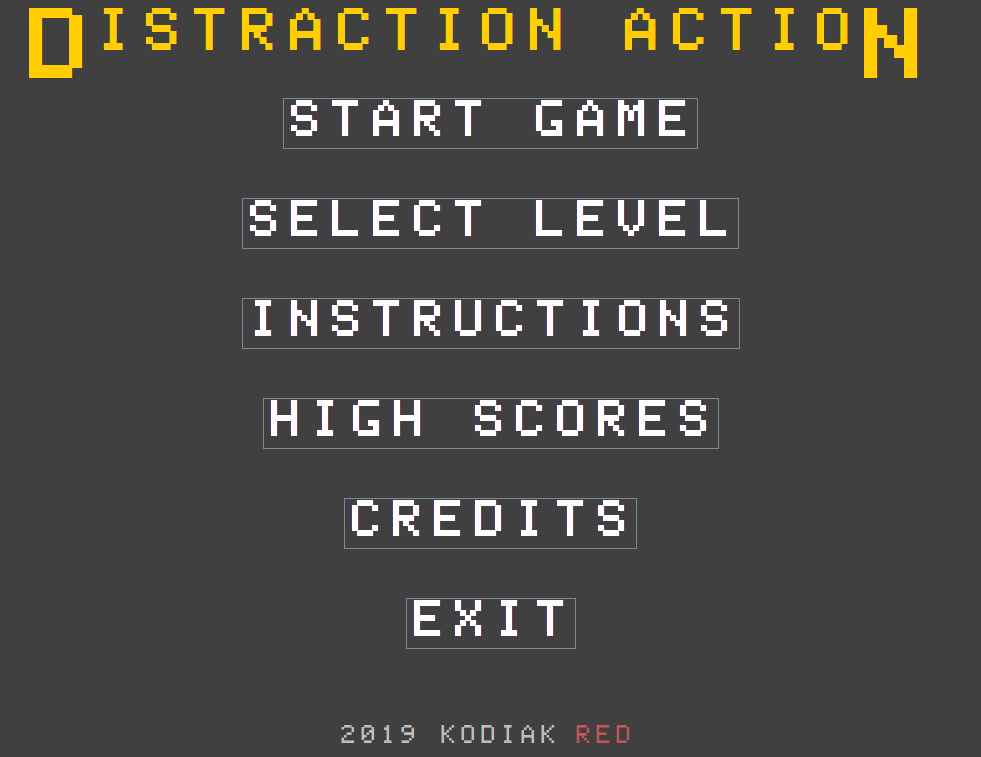 DISTRACTION ACTION
START GAME
SELECT LEVEL
INSTRUCTIONS
HIGH SCORES
CREDITS
EXIT
2019 KODIAK RED